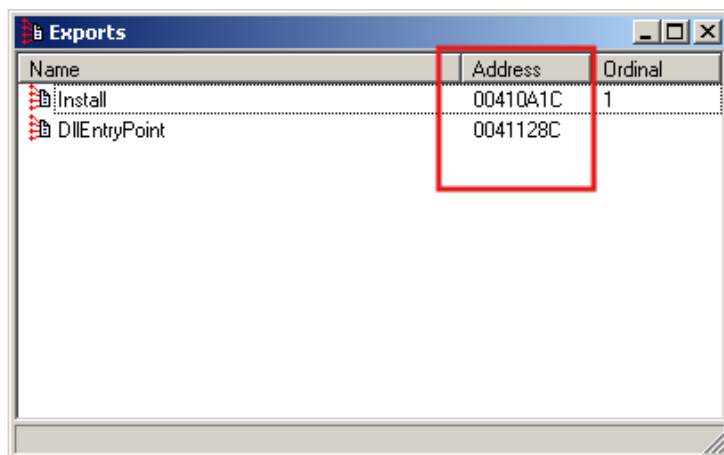 Exports
Name Address Ordinal
Install 00410A1C 1
DllEntryPoint 0041128C